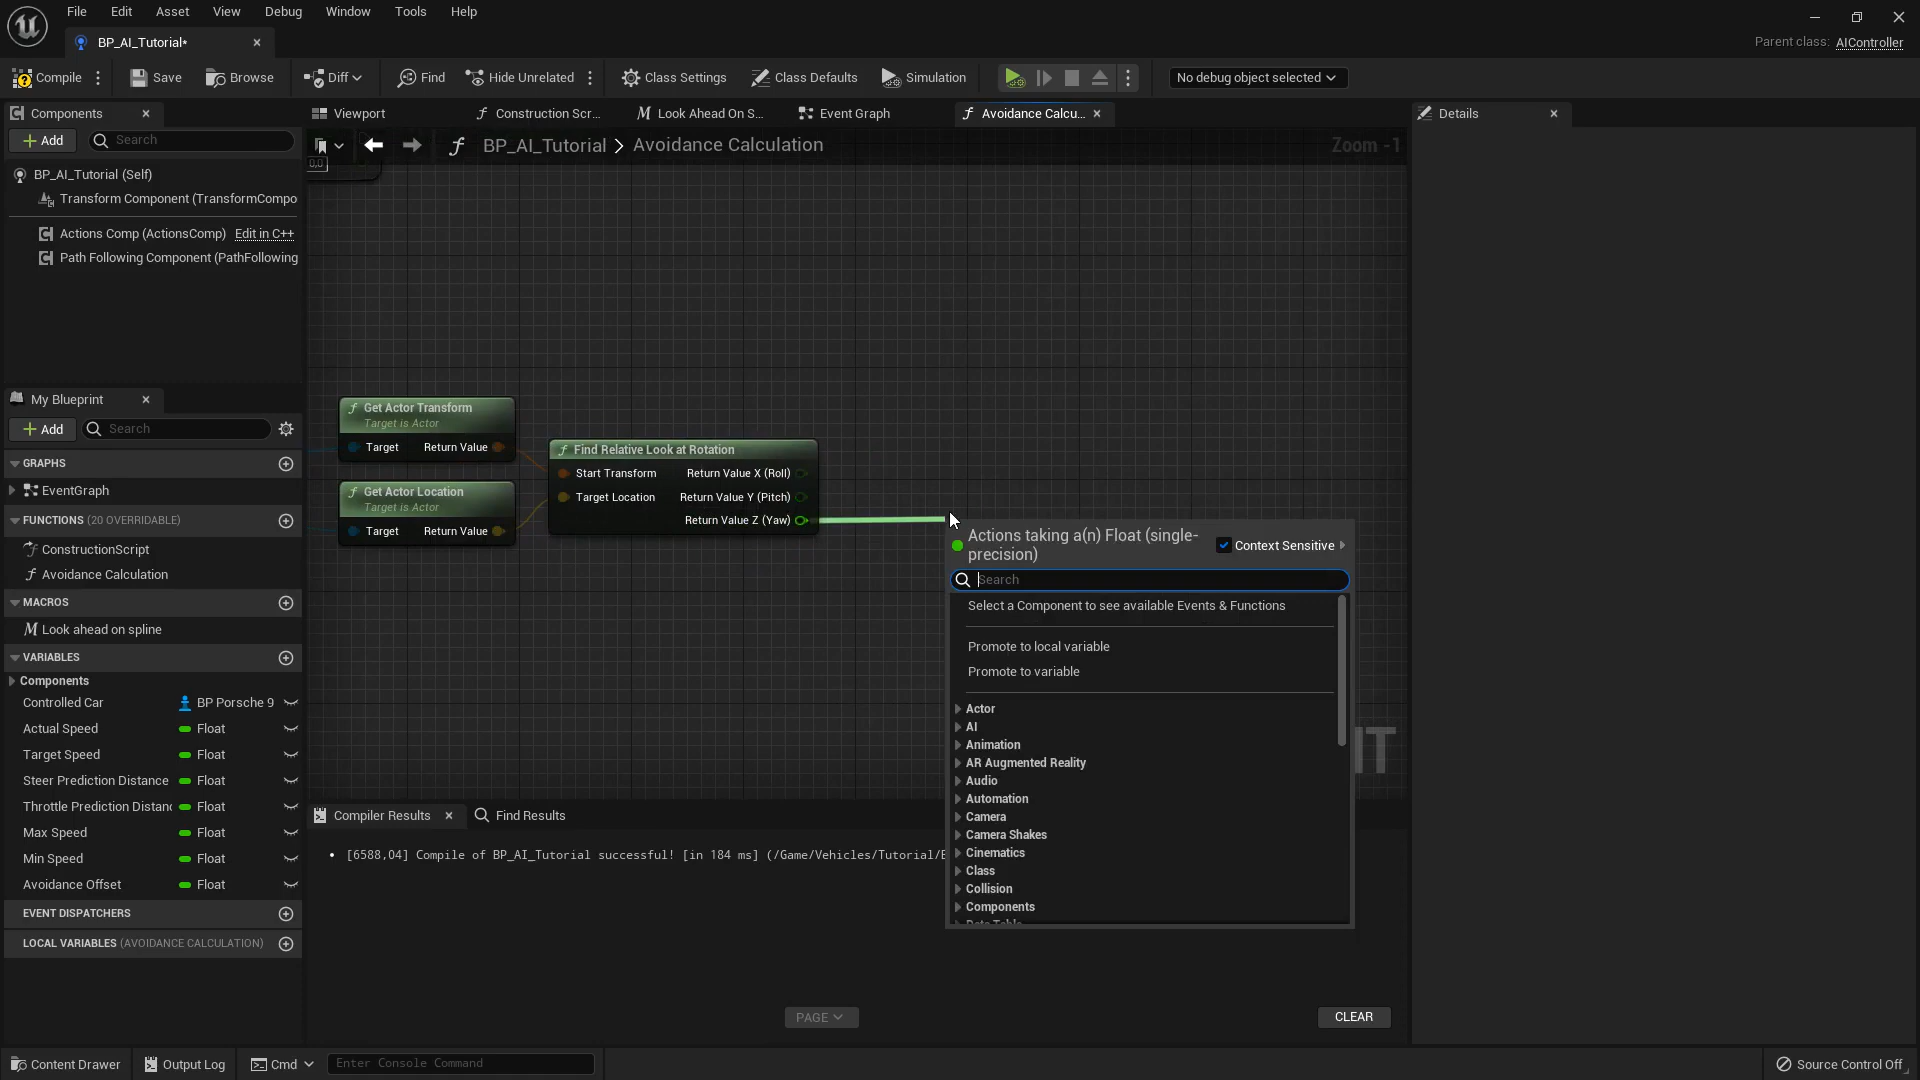 File Edit Asset View Debug Window Tools Help
BP_AI_Tutorial*
Parent class: AIController
Compile Save Browse Diff Find Hide Unrelated Class Settings Class Defaults Simulation No debug object selected
Components
Add Search
BP_AI_Tutorial (Self)
Transform Component (TransformCompo
Actions Comp (ActionsComp) Edit in C++
Path Following Component (PathFollowing
My Blueprint
Add Search
GRAPHS
EventGraph
FUNCTIONS (20 OVERRIDABLE)
ConstructionScript
Avoidance Calculation
MACROS
Look ahead on spline
VARIABLES
Components
Controlled Car BP Porsche 9
Actual Speed Float
Target Speed Float
Steer Prediction Distance Float
Throttle Prediction Distanc Float
Max Speed Float
Min Speed Float
Avoidance Offset Float
EVENT DISPATCHERS
LOCAL VARIABLES (AVOIDANCE CALCULATION)
Viewport Construction Scr... Look Ahead On S... Event Graph Avoidance Calcu...
BP_AI_Tutorial > Avoidance Calculation
Zoom -1
0,0
Get Actor Transform
Target is Actor
Target Return Value
Get Actor Location
Target is Actor
Target Return Value
Find Relative Look at Rotation
Start Transform Return Value X (Roll)
Target Location Return Value Y (Pitch)
Return Value Z (Yaw)
Actions taking a(n) Float (single-
precision)
Context Sensitive
Search
Select a Component to see available Events & Functions
Promote to local variable
Promote to variable
Actor
AI
Animation
AR Augmented Reality
Audio
Automation
Camera
Camera Shakes
Cinematics
Class
Collision
Components
Compiler Results Find Results
[6588,04] Compile of BP_AI_Tutorial successful! [in 184 ms] (/Game/Vehicles/Tutorial/
PAGE
CLEAR
Details
Content Drawer Output Log Cmd Enter Console Command
Source Control Off